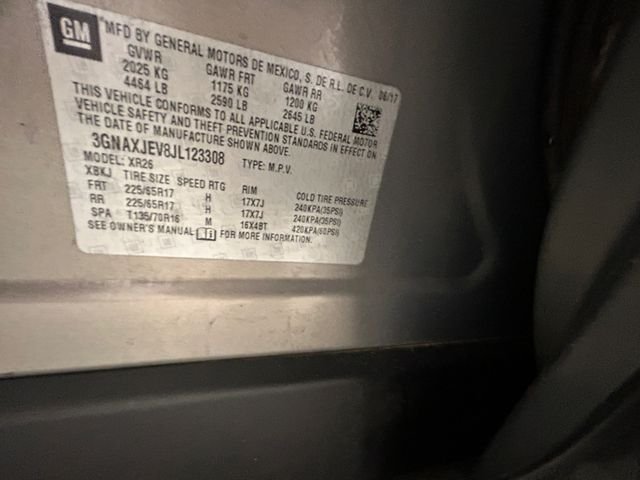 GM
MFD BY GENERAL MOTORS DE MEXICO, S. DE R.L. DE C.V. 06/17
GVWR GAWR FRT GAWR RR
2025 KG 1175 KG 1200 KG
4464 LB 2590 LB 2645 LB
THIS VEHICLE CONFORMS TO ALL APPLICABLE U.S. FEDERAL MOTOR
VEHICLE SAFETY AND THEFT PREVENTION STANDARDS IN EFFECT ON
THE DATE OF MANUFACTURE SHOWN ABOVE.
3GNAXJEV8JL123308 TYPE: M.P.V.
MODEL: XR26
XBKJ TIRE SIZE SPEED RTG RIM COLD TIRE PRESSURE
FRT 225/65R17 H 17X7J 240KPA(35PSI)
RR 225/65R17 H 17X7J 240KPA(35PSI)
SPA T135/70R16 M 16X4BT 420KPA(60PSI)
SEE OWNER'S MANUAL FOR MORE INFORMATION.